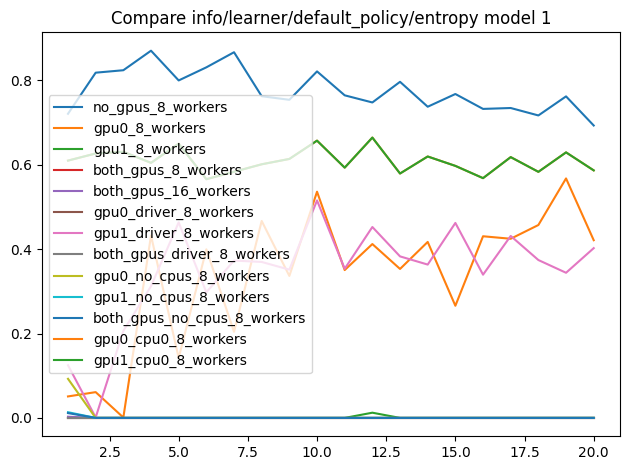 Compare info/learner/default_policy/entropy model 1
0.8
0.6
0.4
0.2
0.0
no_gpus_8_workers
gpu0_8_workers
gpu1_8_workers
both_gpus_8_workers
both_gpus_16_workers
gpu0_driver_8_workers
gpu1_driver_8_workers
both_gpus_driver_8_workers
gpu0_no_cpus_8_workers
gpu1_no_cpus_8_workers
both_gpus_no_cpus_8_workers
gpu0_cpu0_8_workers
gpu1_cpu0_8_workers
2.5 5.0 7.5 10.0 12.5 15.0 17.5 20.0